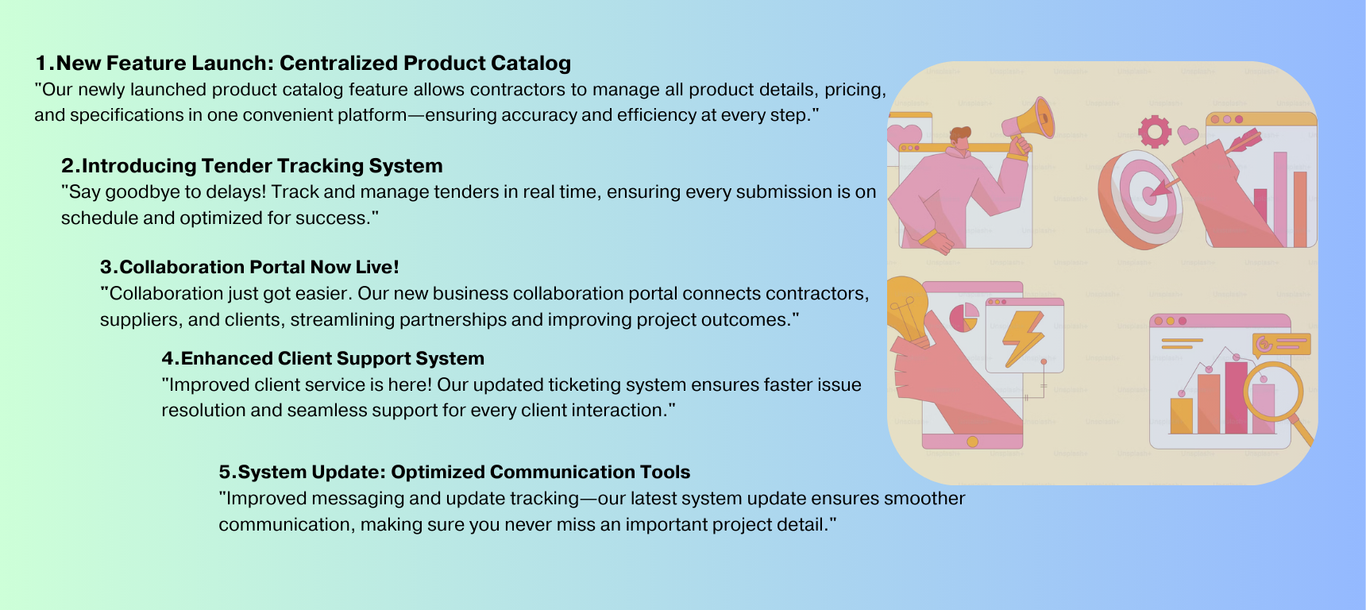 1.New Feature Launch: Centralized Product Catalog
"Our newly launched product catalog feature allows contractors to manage all product details, pricing,
and specifications in one convenient platform—ensuring accuracy and efficiency at every step."
2.Introducing Tender Tracking System
"Say goodbye to delays! Track and manage tenders in real time, ensuring every submission is on
schedule and optimized for success."
3.Collaboration Portal Now Live!
"Collaboration just got easier. Our new business collaboration portal connects contractors,
suppliers, and clients, streamlining partnerships and improving project outcomes."
4.Enhanced Client Support System
"Improved client service is here! Our updated ticketing system ensures faster issue
resolution and seamless support for every client interaction."
5.System Update: Optimized Communication Tools
"Improved messaging and update tracking—our latest system update ensures smoother
communication, making sure you never miss an important project detail."